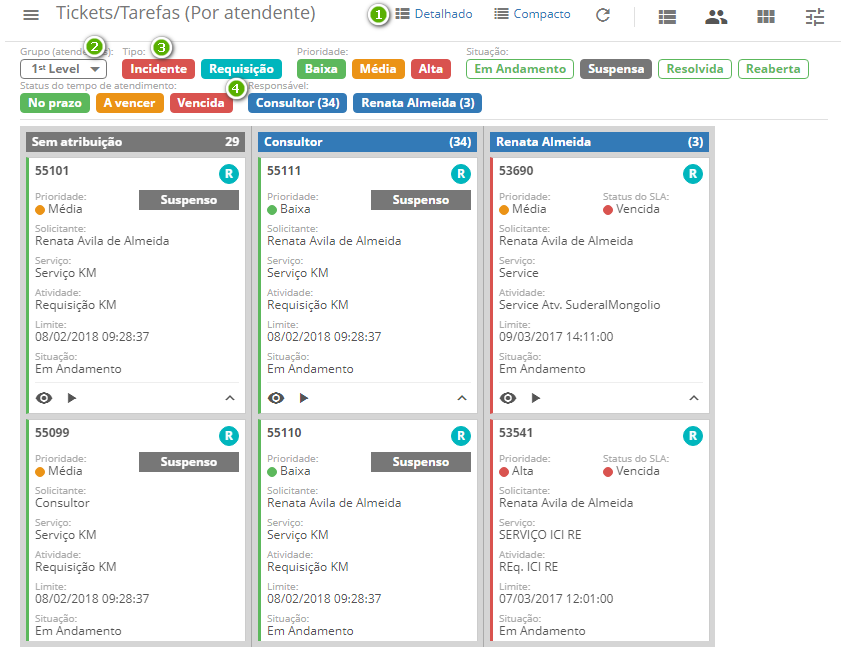 Tickets/Tarefas (Por atendente) 1 Detalhado Compacto
Grupo (atendente): 2 Tipo: 3 Prioridade: Situação:
1st Level Incidente Requisição Baixa Média Alta Em Andamento Suspensa Resolvida Reaberta
Status do tempo de atendimento: 4 Responsável:
No prazo A vencer Vencida Consultor (34) Renata Almeida (3)
Sem atribuição 29
55101 R
Prioridade:
Média Suspenso
Solicitante:
Renata Avila de Almeida
Serviço:
Serviço KM
Atividade:
Requisição KM
Limite:
08/02/2018 09:28:37
Situação:
Em Andamento
55099 R
Prioridade:
Média Suspenso
Solicitante:
Consultor
Serviço:
Serviço KM
Atividade:
Requisição KM
Limite:
08/02/2018 09:28:37
Situação:
Em Andamento
Consultor (34)
55111 R
Prioridade:
Baixa Suspenso
Solicitante:
Renata Avila de Almeida
Serviço:
Serviço KM
Atividade:
Requisição KM
Limite:
08/02/2018 09:28:37
Situação:
Em Andamento
55110 R
Prioridade:
Baixa Suspenso
Solicitante:
Renata Avila de Almeida
Serviço:
Serviço KM
Atividade:
Requisição KM
Limite:
08/02/2018 09:28:37
Situação:
Em Andamento
Renata Almeida (3)
53690 R
Prioridade: Status do SLA:
Média Vencida
Solicitante:
Renata Avila de Almeida
Serviço:
Service
Atividade:
Service Atv. SuderalMongolio
Limite:
09/03/2017 14:11:00
Situação:
Em Andamento
53541 R
Prioridade: Status do SLA:
Alta Vencida
Solicitante:
Renata Avila de Almeida
Serviço:
SERVIÇO ICI RE
Atividade:
REq. ICI RE
Limite:
07/03/2017 12:01:00
Situação:
Em Andamento